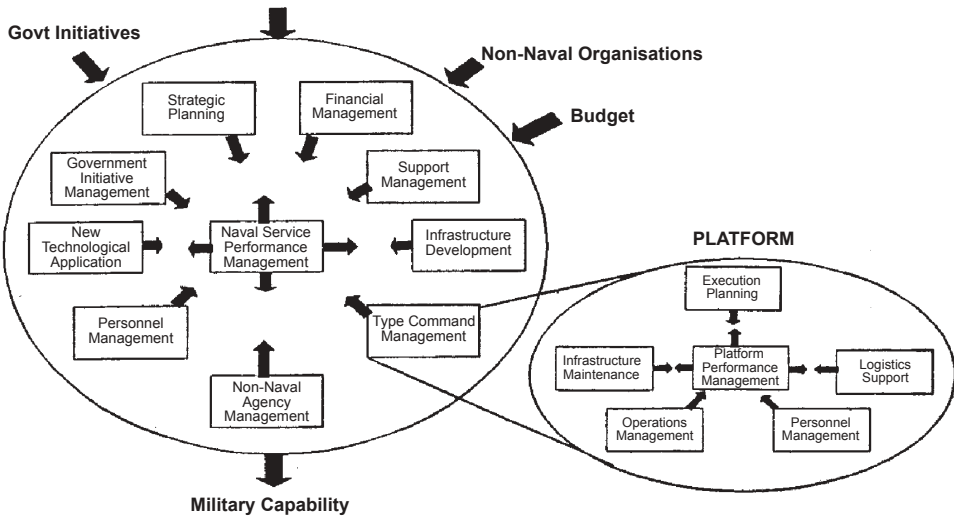 Govt Initiatives
Non-Naval Organisations
Budget
Strategic
Planning
Financial
Management
Government
Initiative
Management
Support
Management
New
Technological
Application
Naval Service
Performance
Management
Infrastructure
Development
Personnel
Management
Type Command
Management
Non-Naval
Agency
Management
Military Capability
PLATFORM
Execution
Planning
Infrastructure
Maintenance
Platform
Performance
Management
Logistics
Support
Operations
Management
Personnel
Management